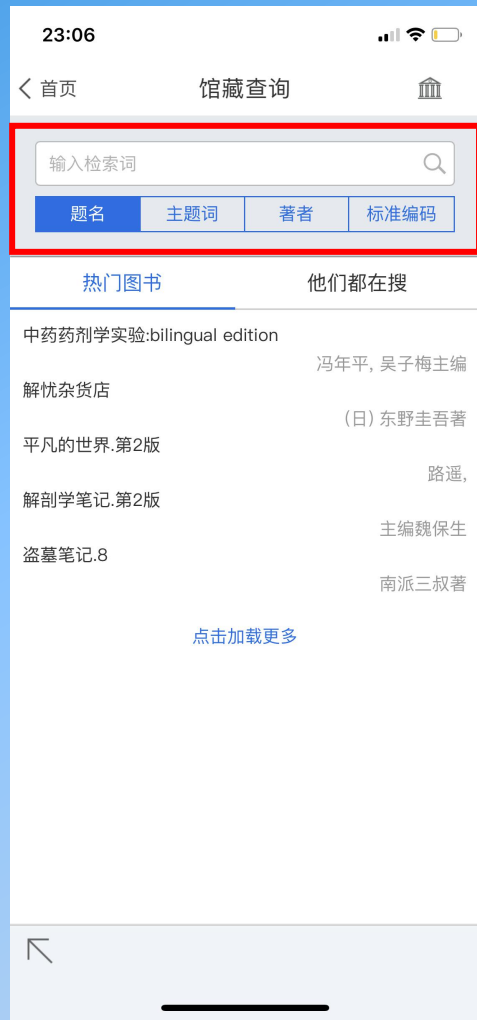 23:06
首页 馆藏查询
输入检索词
题名 主题词 著者 标准编码
热门图书 他们都在搜
中药药剂学实验:bilingual edition
冯年平, 吴子梅主编
解忧杂货店
(日) 东野圭吾著
平凡的世界.第2版
路遥,
解剖学笔记.第2版
主编魏保生
盗墓笔记.8
南派三叔著
点击加载更多